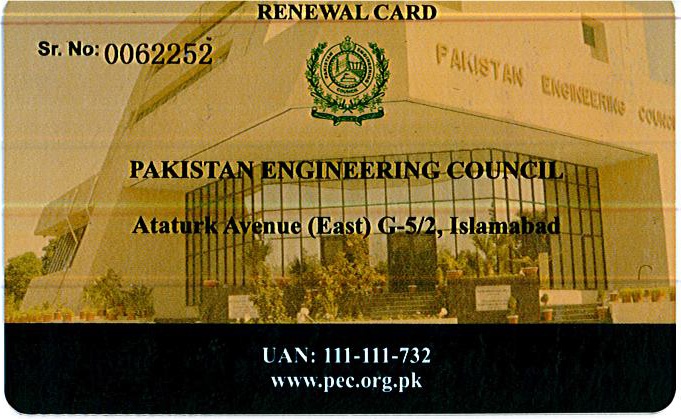 RENEWAL CARD
Sr. No: 0062252
PAKISTAN ENGINEERING COUNCIL
PAKISTAN ENGINEERING COUNCIL
Ataturk Avenue (East) G-5/2, Islamabad
UAN: 111-111-732
www.pec.org.pk